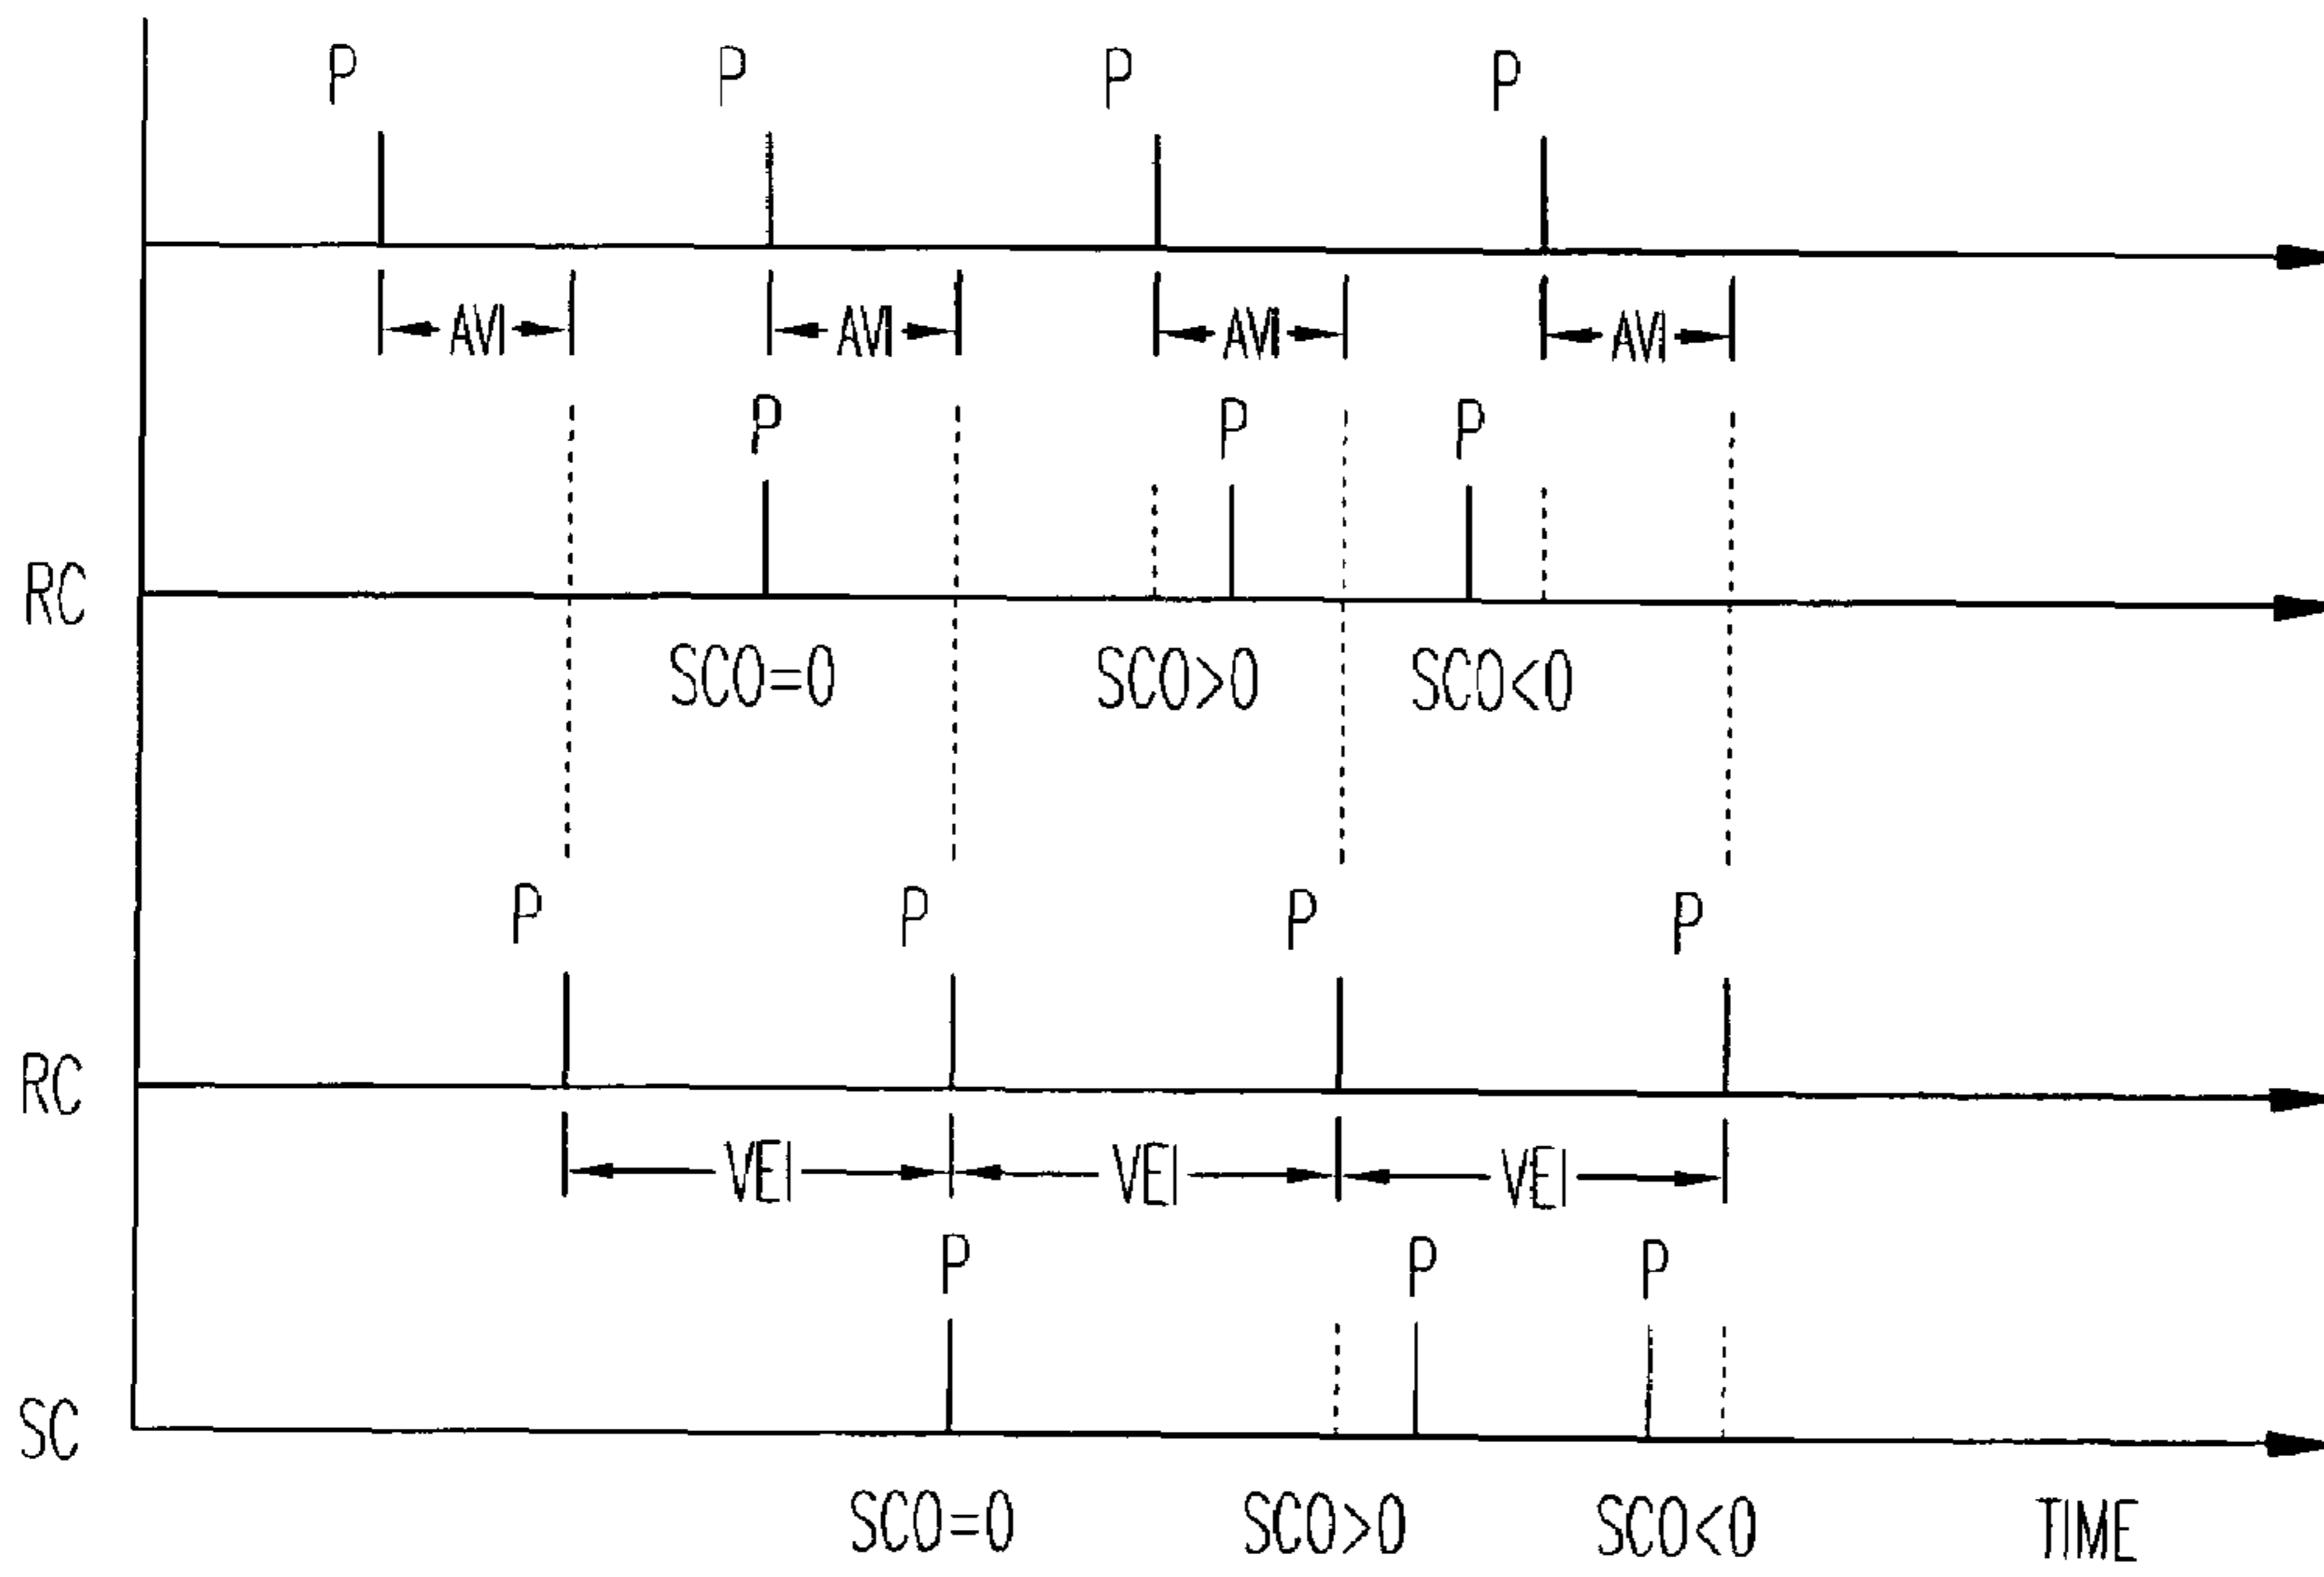 P P P P
AVI AVI AVI AVI
P P P
RC
SCO=0 SCO>0 SCO<0
P P P P
RC
VEI VEI VEI
P P P
SC
SCO=0 SCO>0 SCO<0 TIME